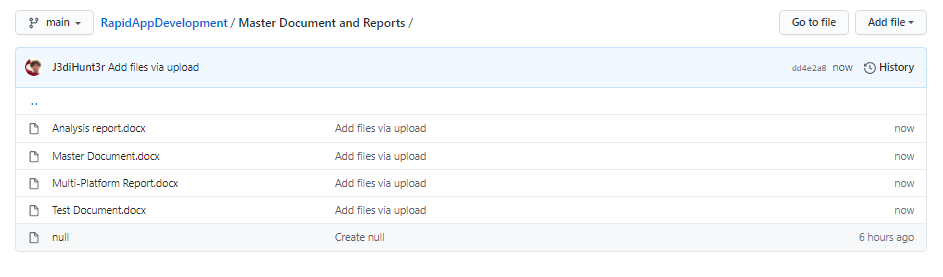 main RapidAppDevelopment / Master Document and Reports / Go to file Add file
J3diHunt3r Add files via upload dd4e2a8 now History
..
Analysis report.docx Add files via upload now
Master Document.docx Add files via upload now
Multi-Platform Report.docx Add files via upload now
Test Document.docx Add files via upload now
null Create null 6 hours ago